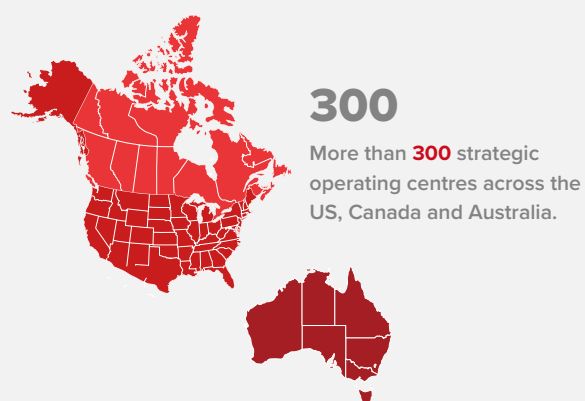 300
More than 300 strategic
operating centres across the
US, Canada and Australia.